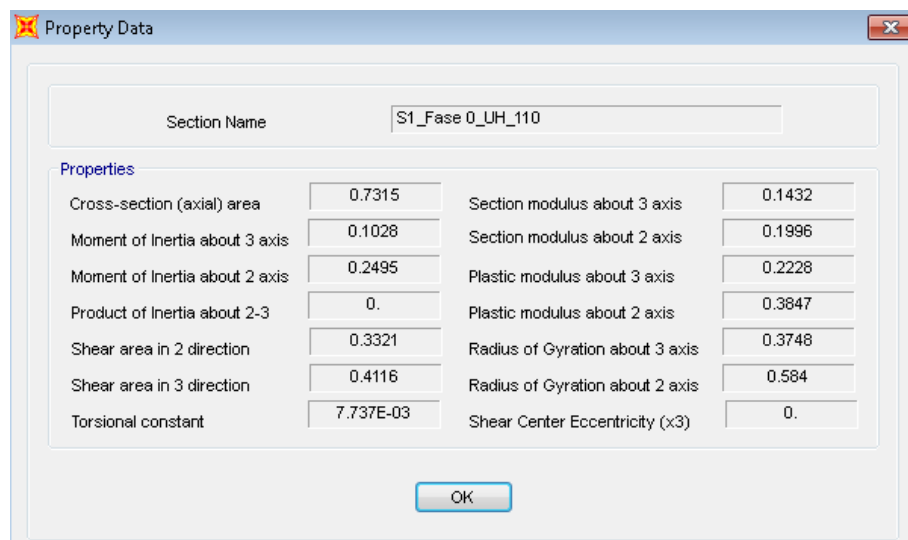 Property Data
Section Name S1_Fase 0_UH_110
Properties
Cross-section (axial) area 0.7315 Section modulus about 3 axis 0.1432
Moment of Inertia about 3 axis 0.1028 Section modulus about 2 axis 0.1996
Moment of Inertia about 2 axis 0.2495 Plastic modulus about 3 axis 0.2228
Product of Inertia about 2-3 0. Plastic modulus about 2 axis 0.3847
Shear area in 2 direction 0.3321 Radius of Gyration about 3 axis 0.3748
Shear area in 3 direction 0.4116 Radius of Gyration about 2 axis 0.584
Torsional constant 7.737E-03 Shear Center Eccentricity (x3) 0.
OK